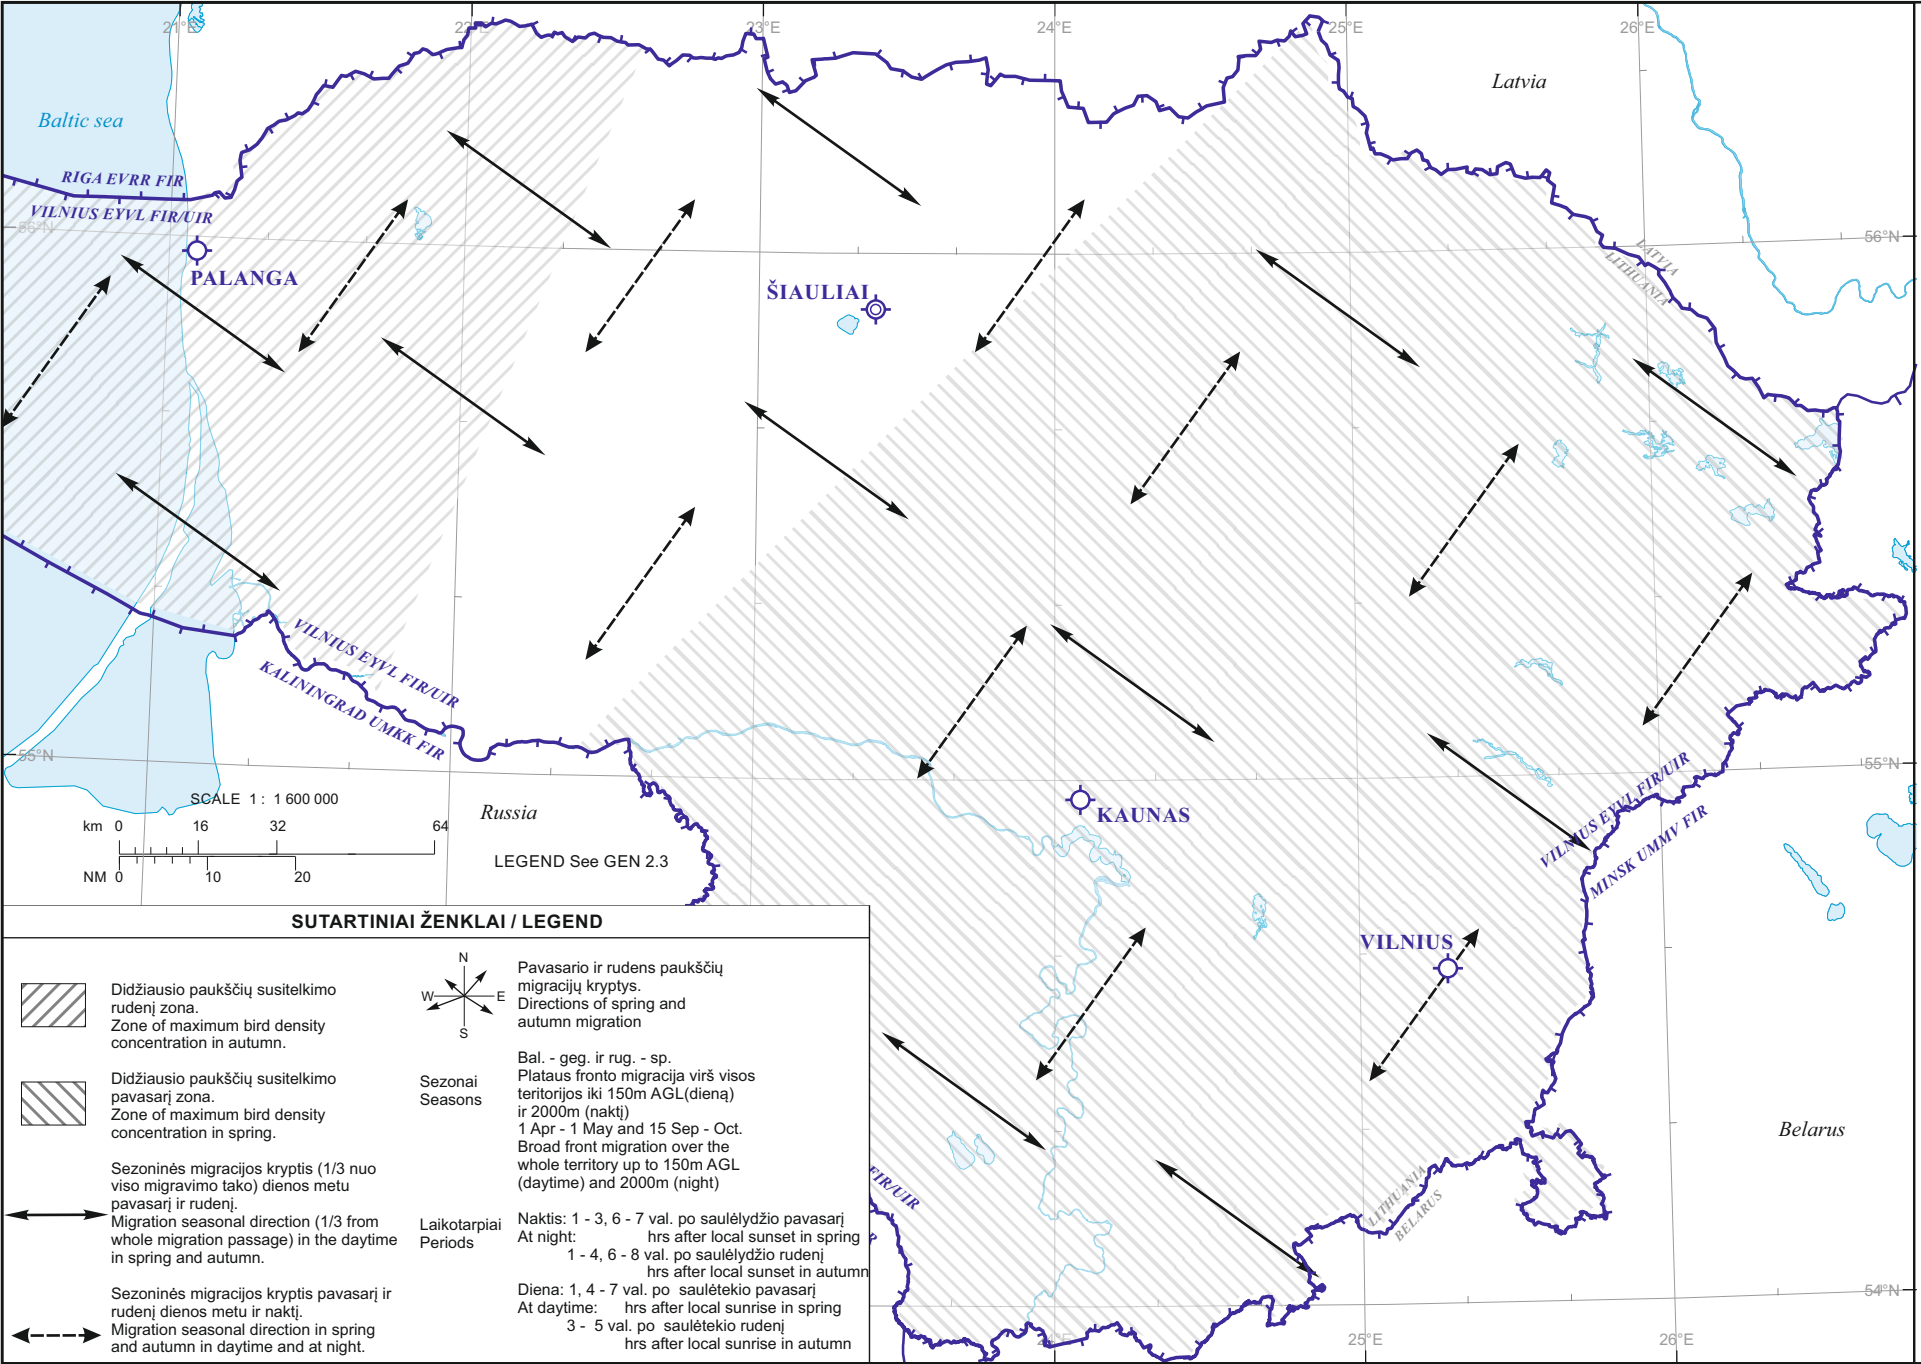 21°E
22°E
23°E
24°E
25°E
26°E
Latvia
Baltic sea
RIGA EVRR FIR
VILNIUS EYVL FIR/UIR
56°N
56°N
PALANGA
ŠIAULIAI
LATVIA
LITHUANIA
VILNIUS EYVL FIR/UIR
KALININGRAD UMKK FIR
55°N
55°N
SCALE 1 : 1 600 000
km 0 16 32 64
NM 0 10 20
Russia
LEGEND See GEN 2.3
KAUNAS
VILNIUS EYVL FIR/UIR
MINSK UMMV FIR
VILNIUS
Belarus
FIR/UIR
R
LITHUANIA
BELARUS
54°N
24°E
25°E
26°E
SUTARTINIAI ŽENKLAI / LEGEND
Didžiausio paukščių susitelkimo
rudenį zona.
Zone of maximum bird density
concentration in autumn.
Didžiausio paukščių susitelkimo
pavasarį zona.
Zone of maximum bird density
concentration in spring.
Sezoninės migracijos kryptis (1/3 nuo
viso migravimo tako) dienos metu
pavasarį ir rudenį.
Migration seasonal direction (1/3 from
whole migration passage) in the daytime
in spring and autumn.
Sezoninės migracijos kryptis pavasarį ir
rudenį dienos metu ir naktį.
Migration seasonal direction in spring
and autumn in daytime and at night.
N
W E
S
Pavasario ir rudens paukščių
migracijų kryptys.
Directions of spring and
autumn migration
Sezonai
Seasons
Bal. - geg. ir rug. - sp.
Plataus fronto migracija virš visos
teritorijos iki 150m AGL(dieną)
ir 2000m (naktį)
1 Apr - 1 May and 15 Sep - Oct.
Broad front migration over the
whole territory up to 150m AGL
(daytime) and 2000m (night)
Laikotarpiai
Periods
Naktis: 1 - 3, 6 - 7 val. po saulėlydžio pavasarį
At night: hrs after local sunset in spring
1 - 4, 6 - 8 val. po saulėlydžio rudenį
hrs after local sunset in autumn
Diena: 1, 4 - 7 val. po saulėtekio pavasarį
At daytime: hrs after local sunrise in spring
3 - 5 val. po saulėtekio rudenį
hrs after local sunrise in autumn